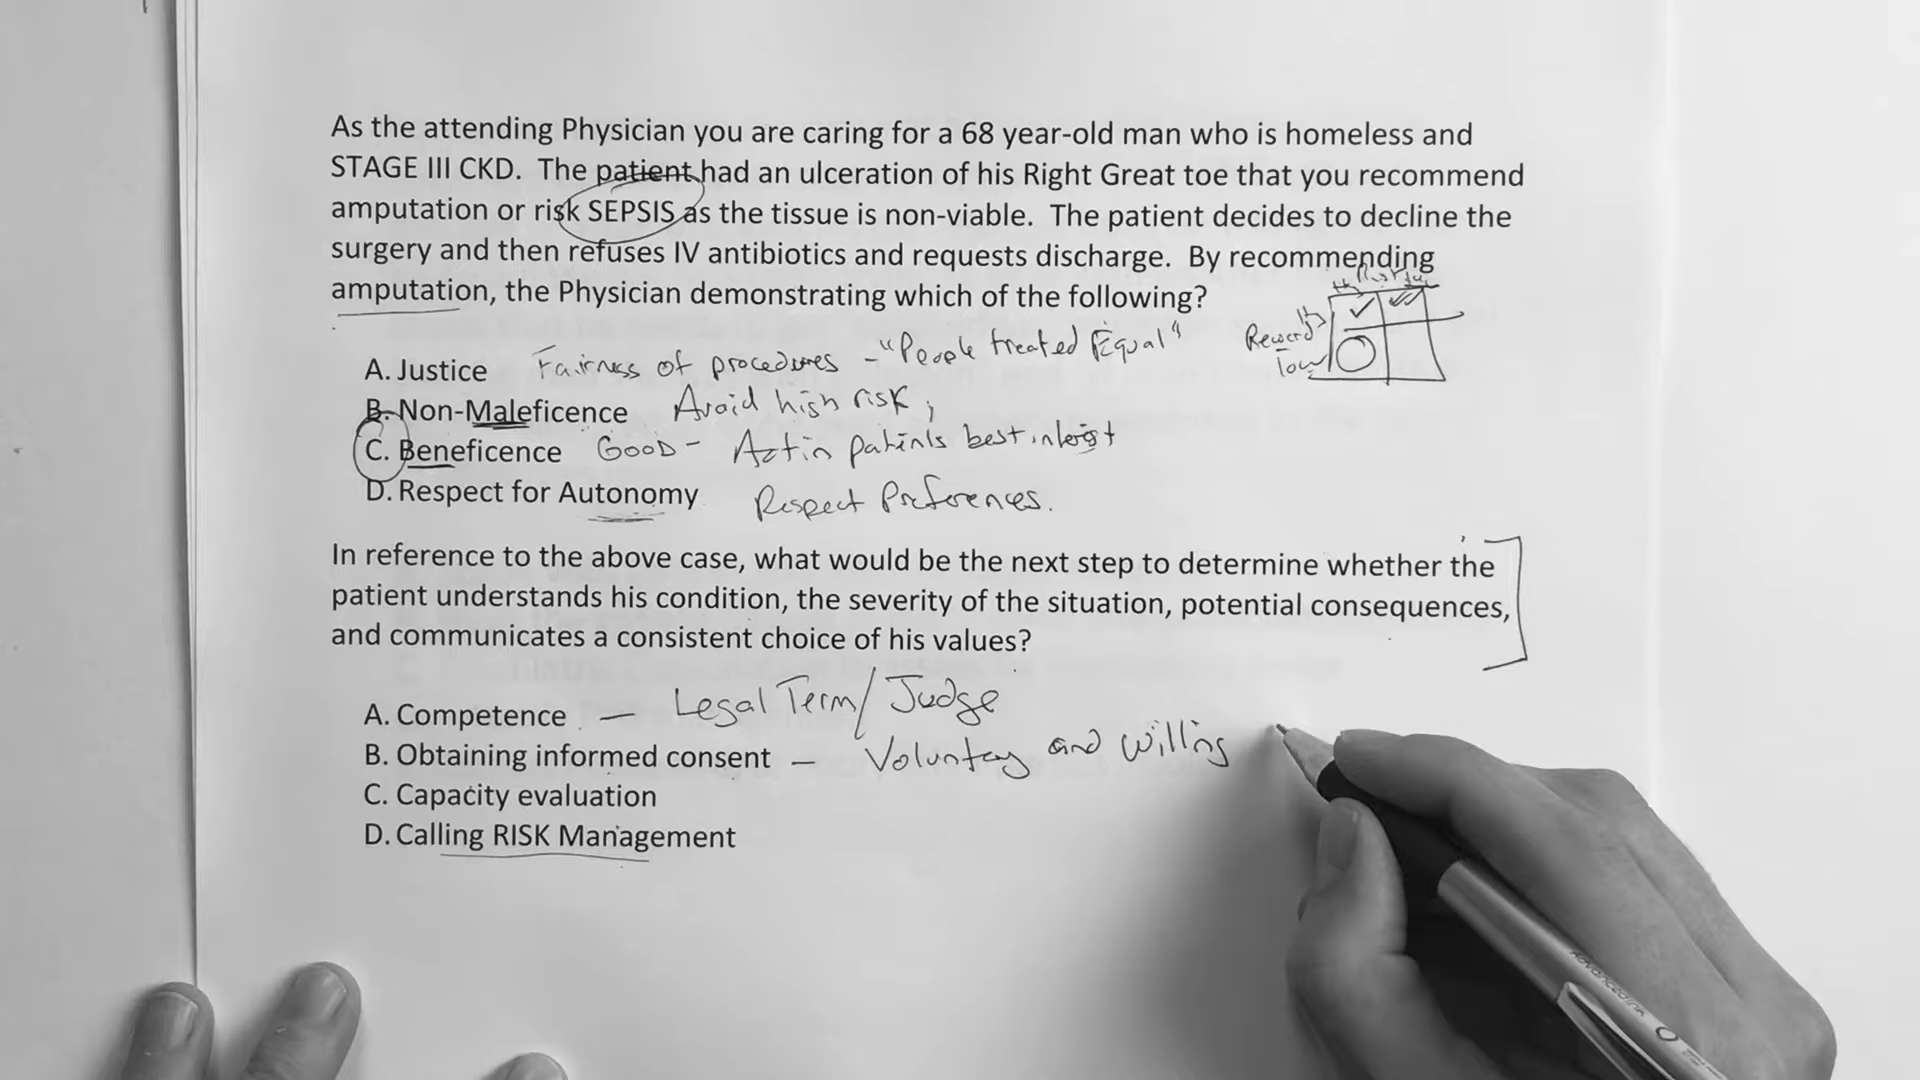 As the attending Physician you are caring for a 68 year-old man who is homeless and
STAGE III CKD. The patient had an ulceration of his Right Great toe that you recommend
amputation or risk SEPSIS as the tissue is non-viable. The patient decides to decline the
surgery and then refuses IV antibiotics and requests discharge. By recommending
amputation, the Physician demonstrating which of the following?
Reward
low
A. Justice Fairness of procedures - "People treated Equal"
B. Non-Maleficence Avoid high risk;
C. Beneficence GOOD - Act in patients best interest
D. Respect for Autonomy Respect Preferences.
In reference to the above case, what would be the next step to determine whether the
patient understands his condition, the severity of the situation, potential consequences,
and communicates a consistent choice of his values?
A. Competence — Legal Term/ Judge
B. Obtaining informed consent — Voluntary and willing
C. Capacity evaluation
D. Calling RISK Management